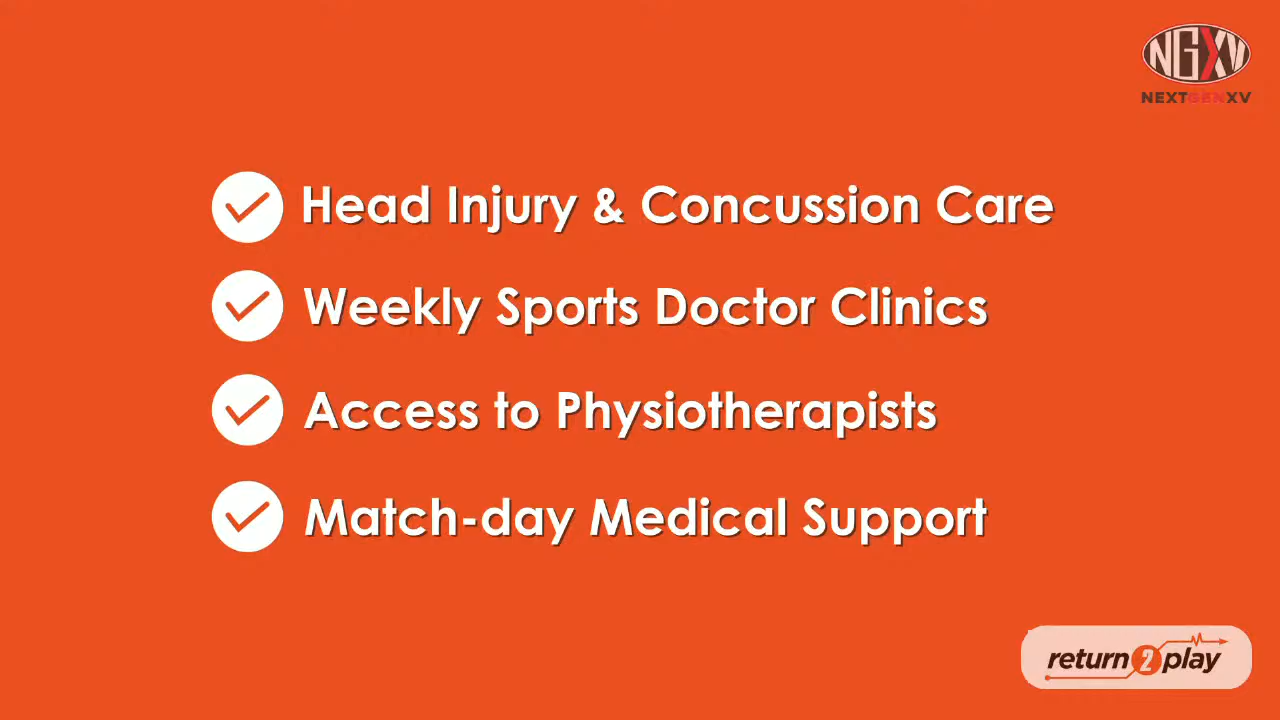 NGXV
NEXTGENXV
Head Injury & Concussion Care
Weekly Sports Doctor Clinics
Access to Physiotherapists
Match-day Medical Support
return2play